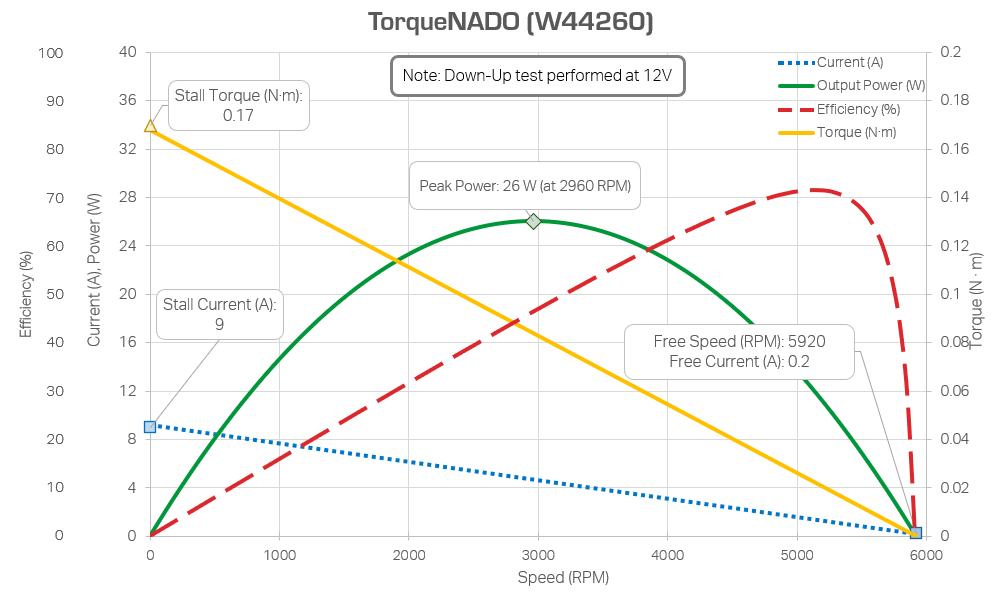 TorqueNADO (W44260)
Note: Down-Up test performed at 12V
Current (A)
Output Power (W)
Efficiency (%)
Torque (N·m)
Stall Torque (N·m):
0.17
Peak Power: 26 W (at 2960 RPM)
Stall Current (A):
9
Free Speed (RPM): 5920
Free Current (A): 0.2
Efficiency (%)
100
90
80
70
60
50
40
30
20
10
0
Current (A), Power (W)
40
36
32
28
24
20
16
12
8
4
0
0.2
0.18
0.16
0.14
0.12
0.1
0.08
0.06
0.04
0.02
0
Torque (N · m)
0 1000 2000 3000 4000 5000 6000
Speed (RPM)